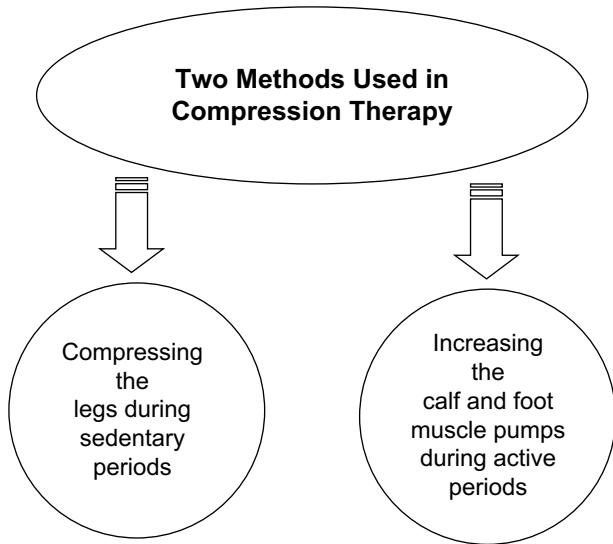 Two Methods Used in
Compression Therapy
Compressing
the
legs during
sedentary
periods
Increasing
the
calf and foot
muscle pumps
during active
periods